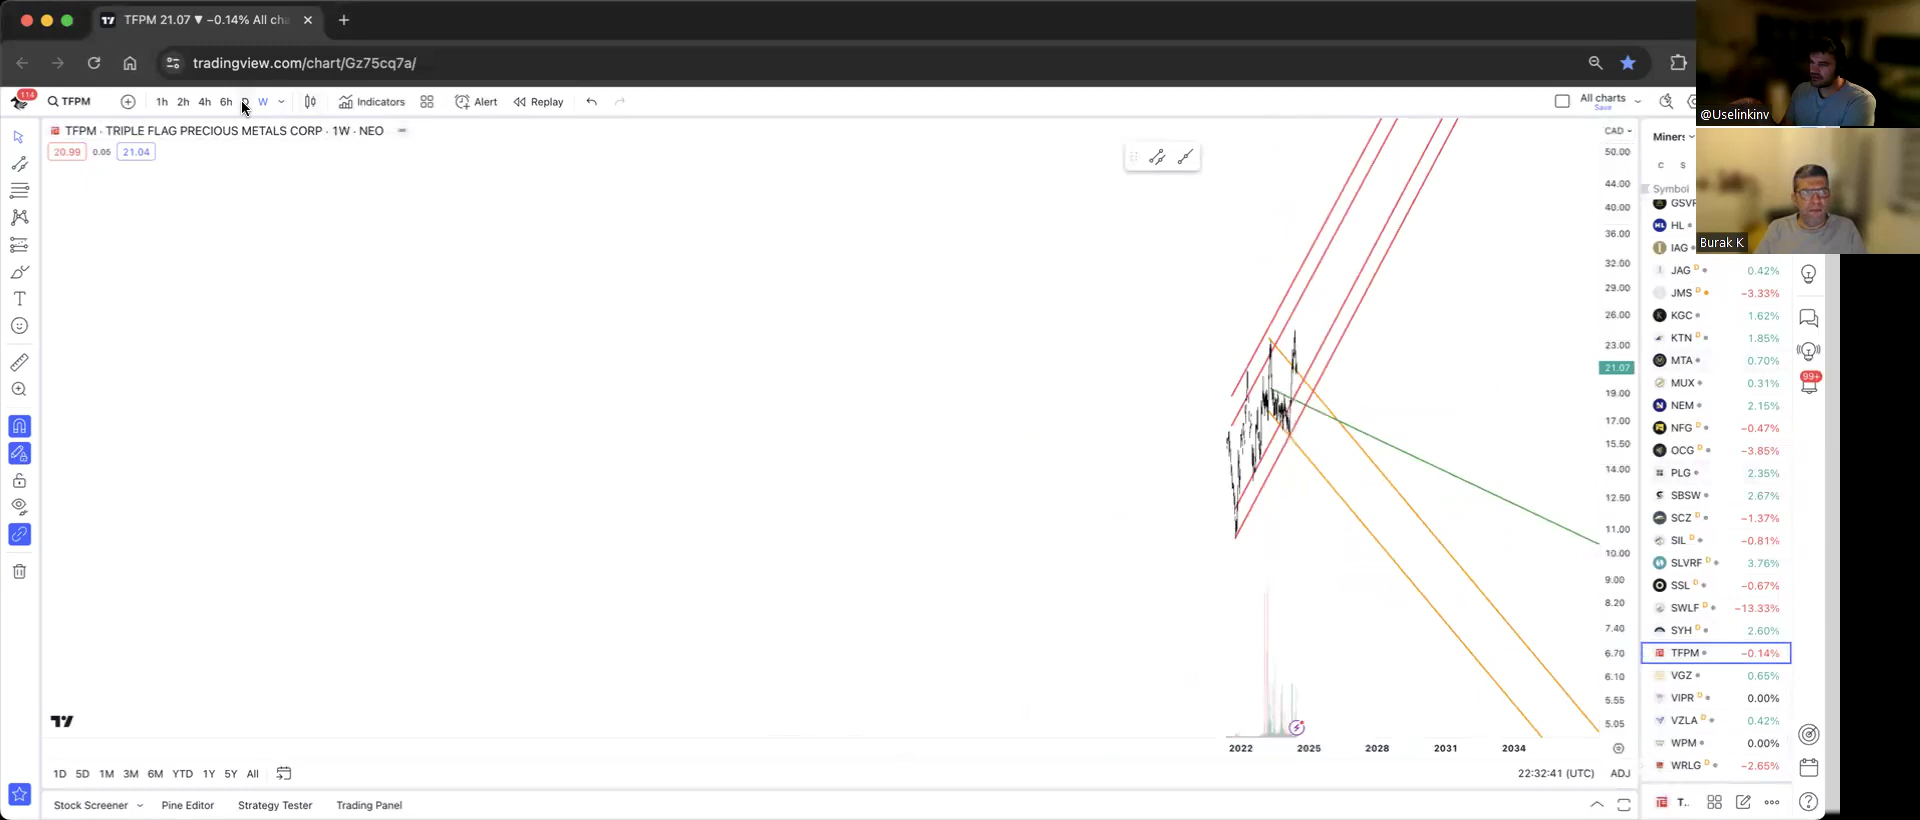 TFPM 21.07 ▼ −0.14% All cha
tradingview.com/chart/Gz75cq7a/
114
TFPM
1h 2h 4h 6h D W
Indicators
Alert
Replay
All charts
Save
@Uselinkinv
Burak K
TFPM · TRIPLE FLAG PRECIOUS METALS CORP · 1W · NEO
20.99 0.05 21.04
CAD
50.00
44.00
40.00
36.00
32.00
29.00
26.00
23.00
21.07
19.00
17.00
15.50
14.00
12.50
11.00
10.00
9.00
8.20
7.40
6.70
6.10
5.55
5.05
2022 2025 2028 2031 2034
Miners
C S
Symbol
GSVR
HL
IAG
JAG D 0.42%
JMS D −3.33%
KGC 1.62%
KTN D 1.85%
MTA 0.70%
MUX 0.31%
NEM 2.15%
NFG D −0.47%
OCG D −3.85%
PLG 2.35%
SBSW 2.67%
SCZ D −1.37%
SIL D −0.81%
SLVRF D 3.76%
SSL D −0.67%
SWLF D −13.33%
SYH D 2.60%
TFPM −0.14%
VGZ 0.65%
VIPR D 0.00%
VZLA D 0.42%
WPM 0.00%
WRLG D −2.65%
99+
1D 5D 1M 3M 6M YTD 1Y 5Y All
22:32:41 (UTC) ADJ
Stock Screener Pine Editor Strategy Tester Trading Panel
T..